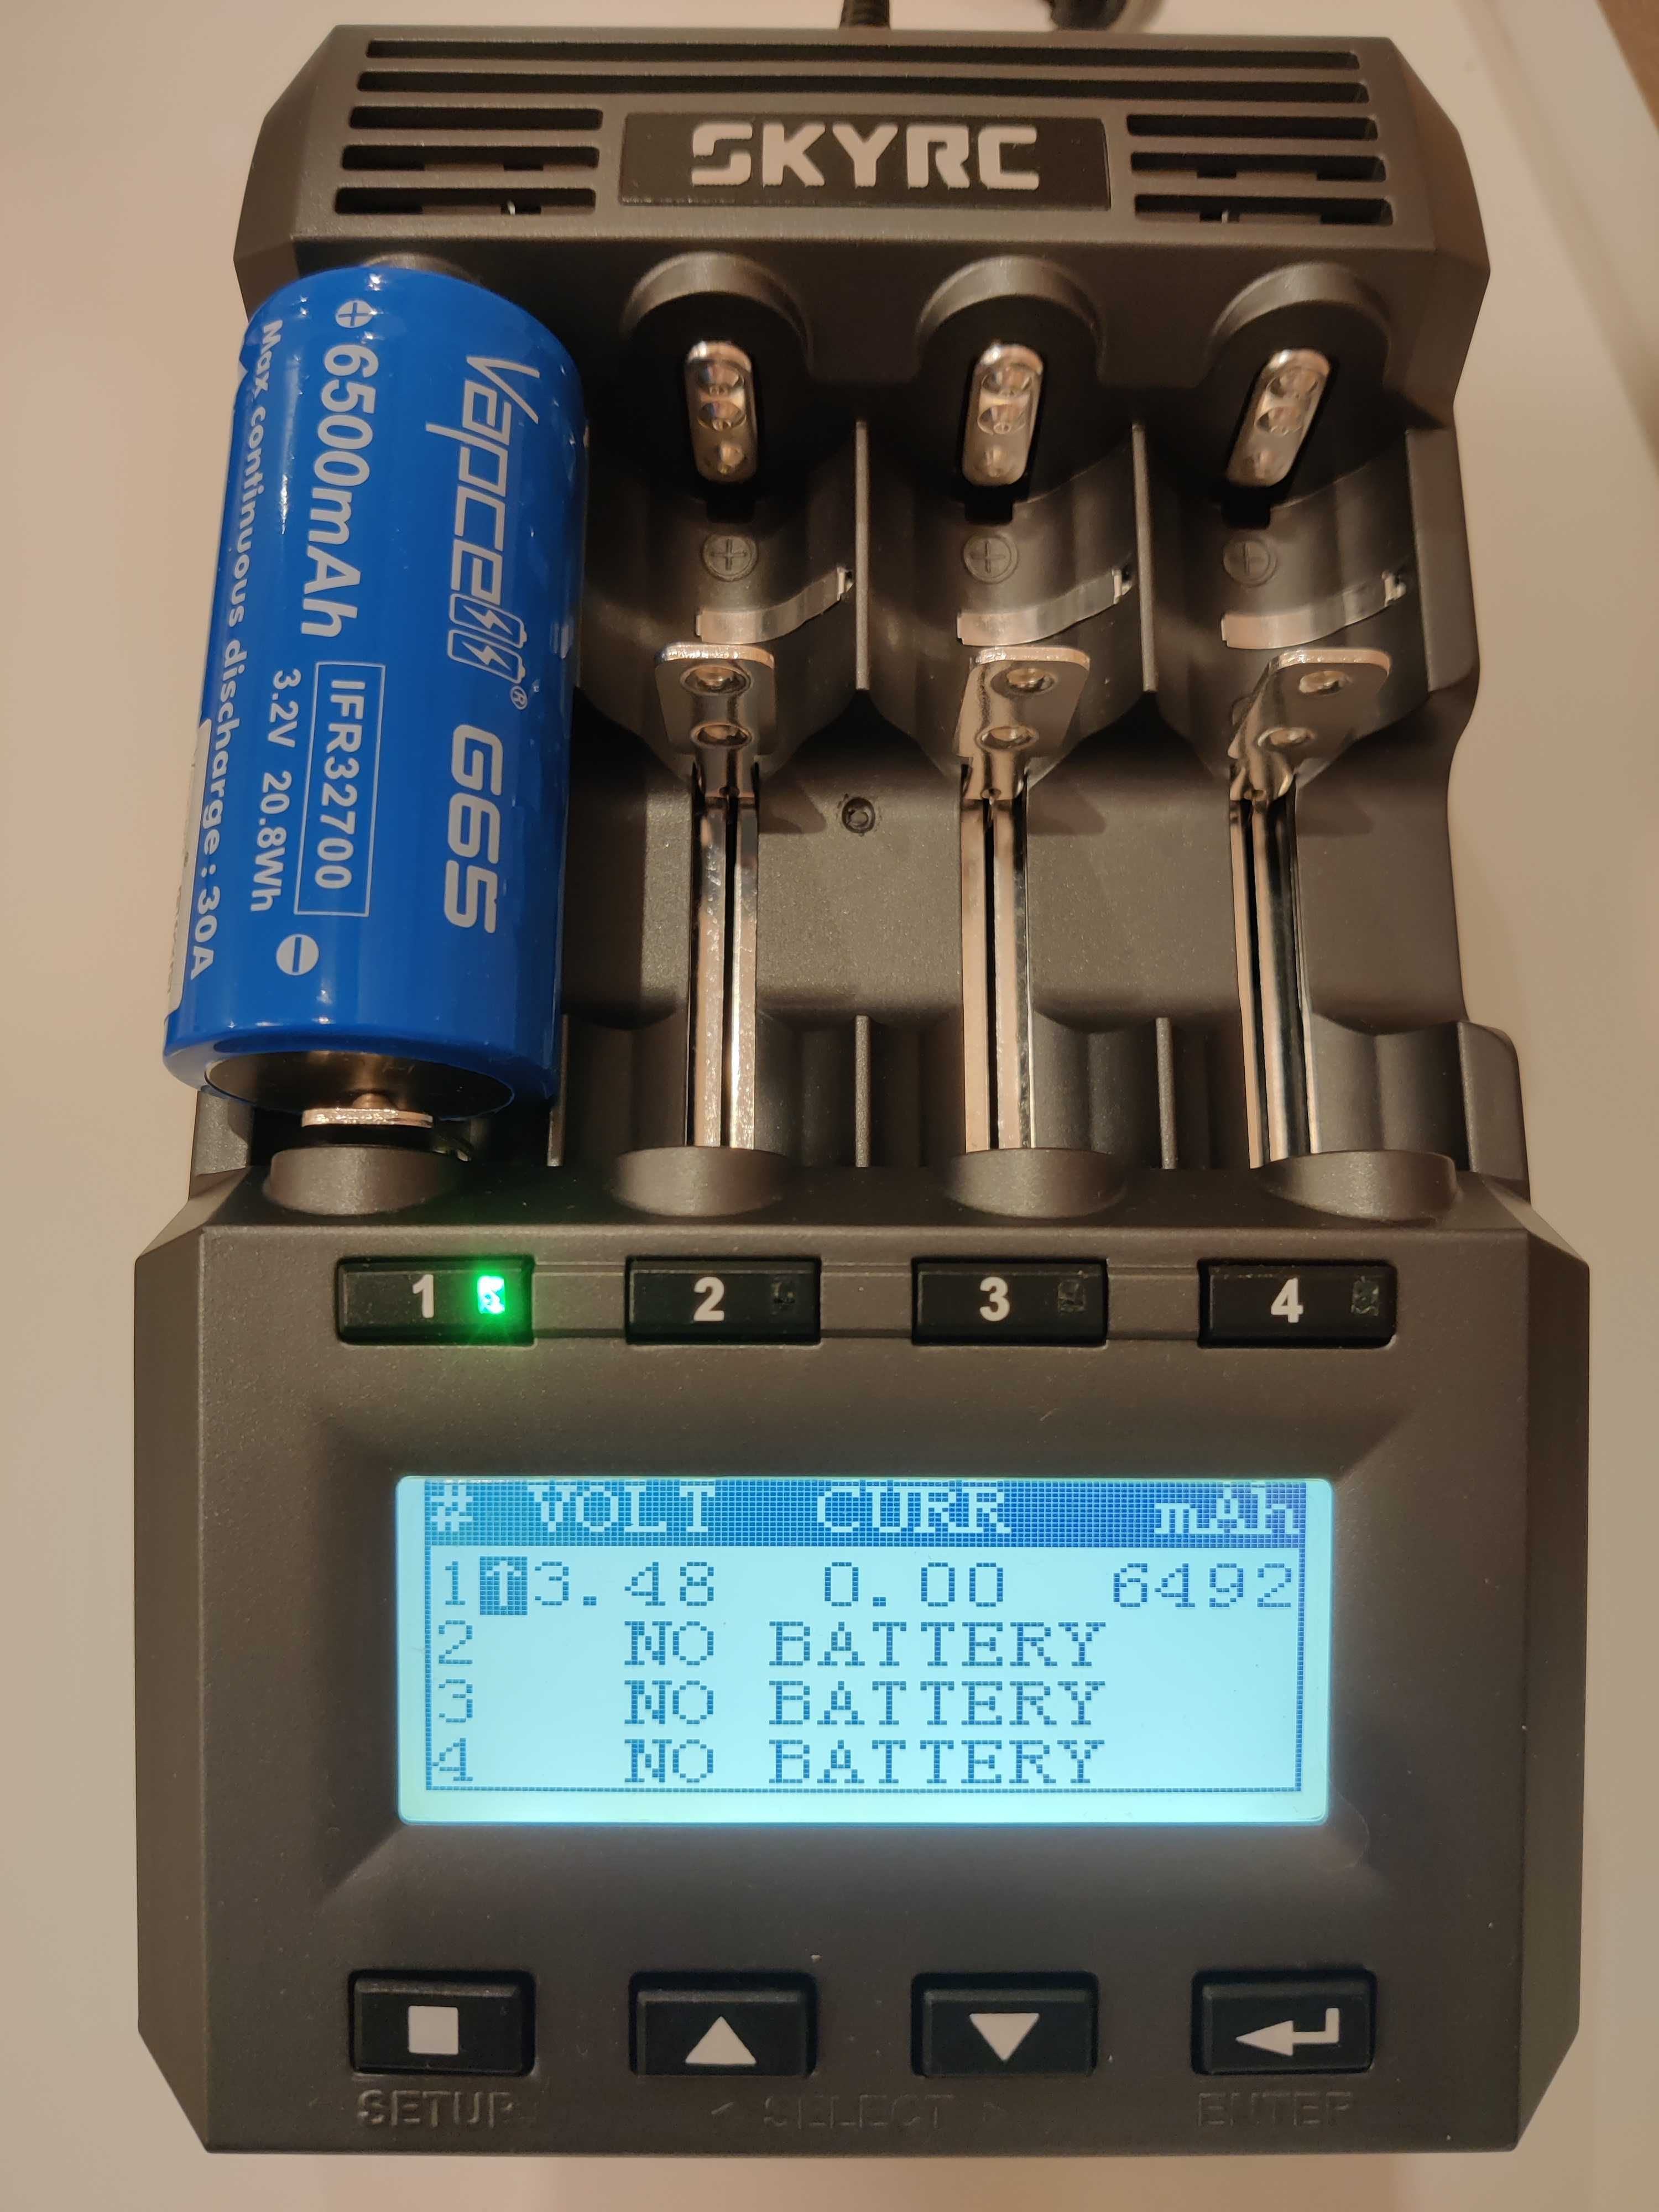 SKYRC
Vapcell® G65
⊕ 6500mAh IFR32700 ⊖
3.2V 20.8Wh
Max continuous discharge : 30A
+ + +
1 2 3 4
# VOLT CURR mAh
1 T 3.48 0.00 6492
2 NO BATTERY
3 NO BATTERY
4 NO BATTERY
SETUP < SELECT > ENTER